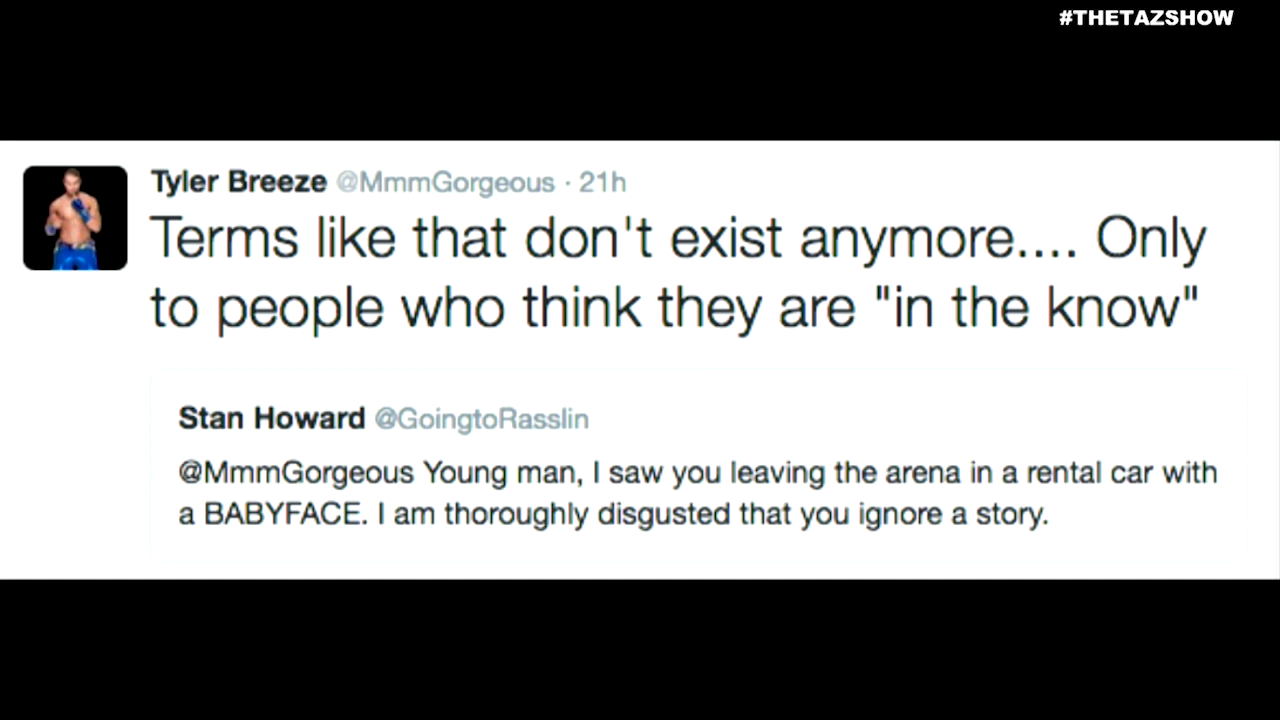 #THETAZSHOW
Tyler Breeze @MmmGorgeous · 21h
Terms like that don't exist anymore.... Only
to people who think they are "in the know"
Stan Howard @GoingtoRasslin
@MmmGorgeous Young man, I saw you leaving the arena in a rental car with
a BABYFACE. I am thoroughly disgusted that you ignore a story.